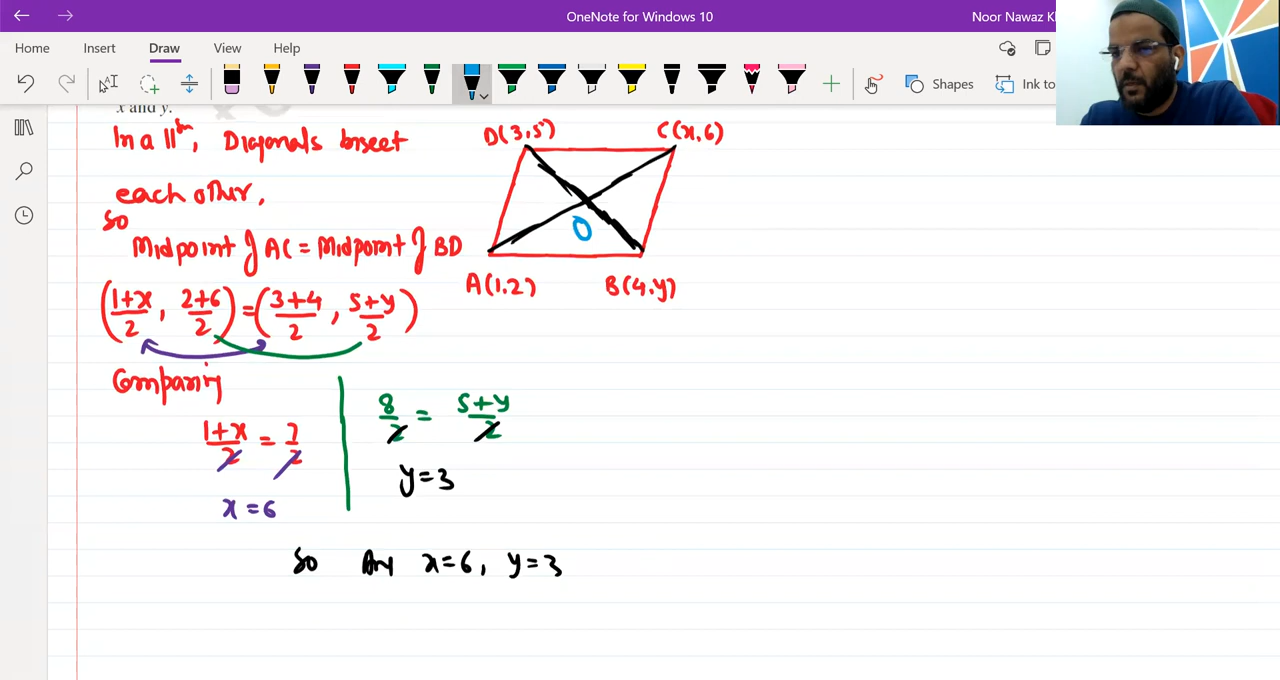 OneNote for Windows 10
Noor Nawaz Kh
Home Insert Draw View Help
Shapes
Ink to
x and y.
In a ||gm, Diagonals bisect
each other,
So
Midpoint of AC = Midpoint of BD
(1+x/2, 2+6/2) = (3+4/2, 5+y/2)
Comparing
1+x/2 = 7/2
x = 6
8/2 = 5+y/2
y = 3
So Ans x = 6, y = 3
D(3,5) C(x,6)
O
A(1,2) B(4,y)